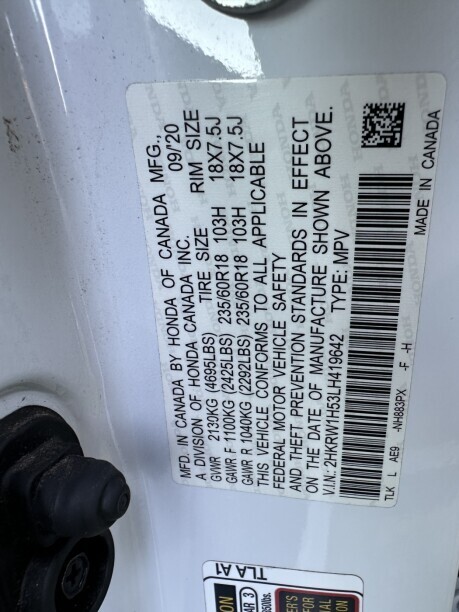 MFD. IN CANADA BY HONDA OF CANADA MFG.,
A DIVISION OF HONDA CANADA INC. 09/'20
TIRE SIZE RIM SIZE
GVWR 2130KG (4695LBS)
GAWR F 1100KG (2425LBS) 235/60R18 103H 18X7.5J
GAWR R 1040KG (2292LBS) 235/60R18 103H 18X7.5J
THIS VEHICLE CONFORMS TO ALL APPLICABLE
FEDERAL MOTOR VEHICLE SAFETY
AND THEFT PREVENTION STANDARDS IN EFFECT
ON THE DATE OF MANUFACTURE SHOWN ABOVE.
V.I.N.: 2HKRW1H53LH419642 TYPE: MPV
TLK L AE9 -NH883PX -F -H
MADE IN CANADA
TLA A1